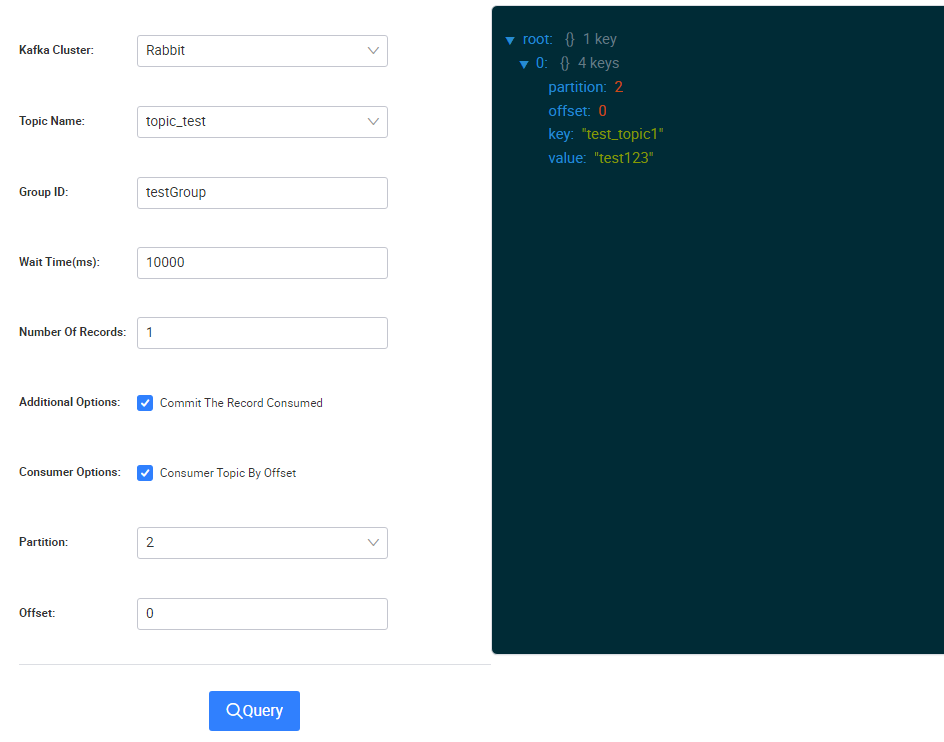 Kafka Cluster: Rabbit
Topic Name: topic_test
Group ID: testGroup
Wait Time(ms): 10000
Number Of Records: 1
Additional Options: Commit The Record Consumed
Consumer Options: Consumer Topic By Offset
Partition: 2
Offset: 0
Query
root: {} 1 key
0: {} 4 keys
partition: 2
offset: 0
key: "test_topic1"
value: "test123"